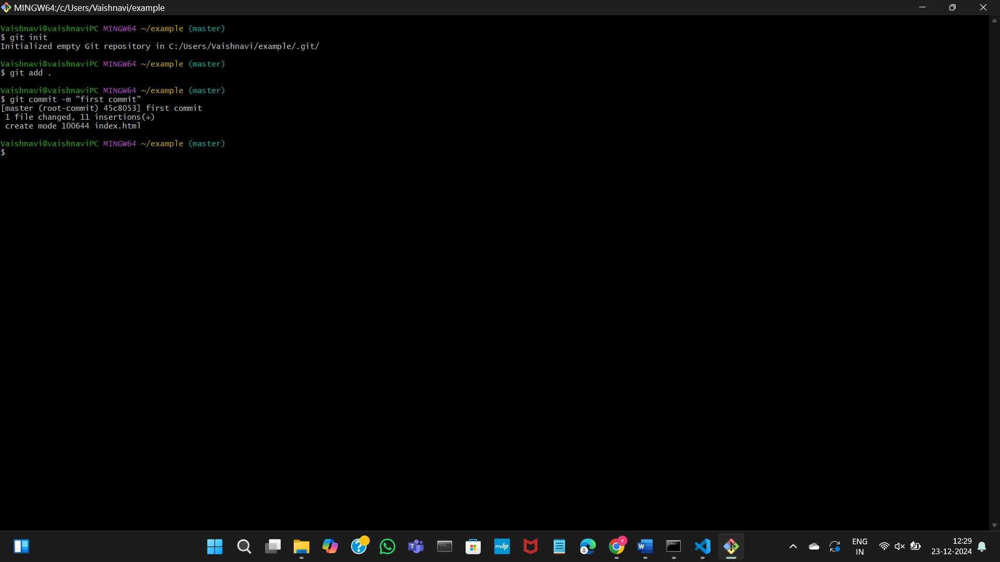 MINGW64:/c/Users/Vaishnavi/example
Vaishnavi@vaishnaviPC MINGW64 ~/example (master)
$ git init
Initialized empty Git repository in C:/Users/Vaishnavi/example/.git/
Vaishnavi@vaishnaviPC MINGW64 ~/example (master)
$ git add .
Vaishnavi@vaishnaviPC MINGW64 ~/example (master)
$ git commit -m "first commit"
[master (root-commit) 45c8053] first commit
 1 file changed, 11 insertions(+)
 create mode 100644 index.html
Vaishnavi@vaishnaviPC MINGW64 ~/example (master)
$
myhp
T
V
W
ENG
IN
12:29
23-12-2024